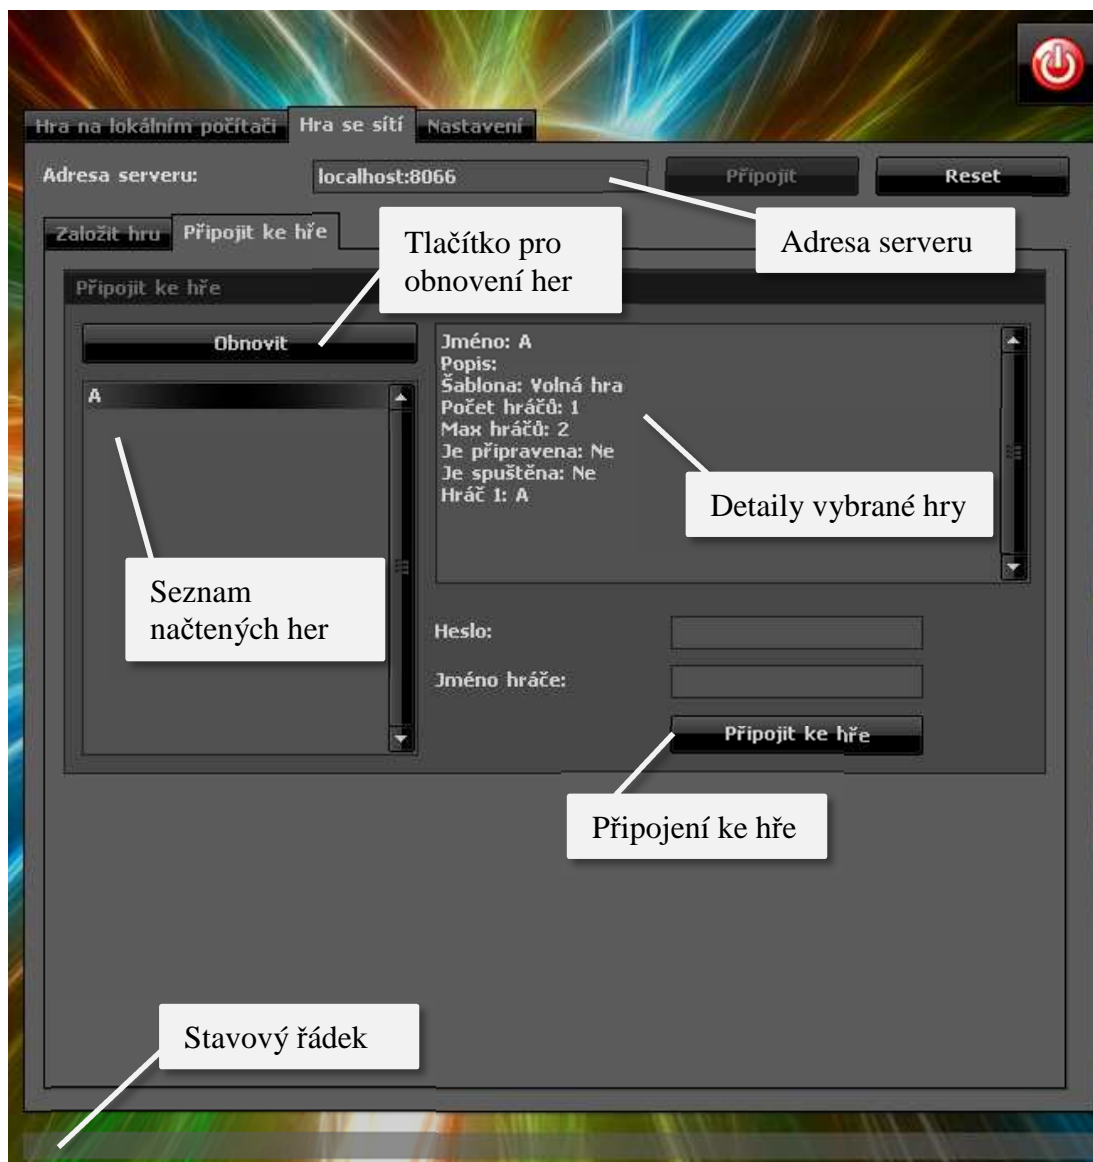 Hra na lokálním počítači Hra se sítí Nastavení
Adresa serveru: localhost:8066 Připojit Reset
Založit hru Připojit ke hře
Tlačítko pro
obnovení her
Adresa serveru
Připojit ke hře
Obnovit
A
Jméno: A
Popis:
Šablona: Volná hra
Počet hráčů: 1
Max hráčů: 2
Je připravena: Ne
Je spuštěna: Ne
Hráč 1: A
Detaily vybrané hry
Seznam
načtených her
Heslo:
Jméno hráče:
Připojit ke hře
Připojení ke hře
Stavový řádek